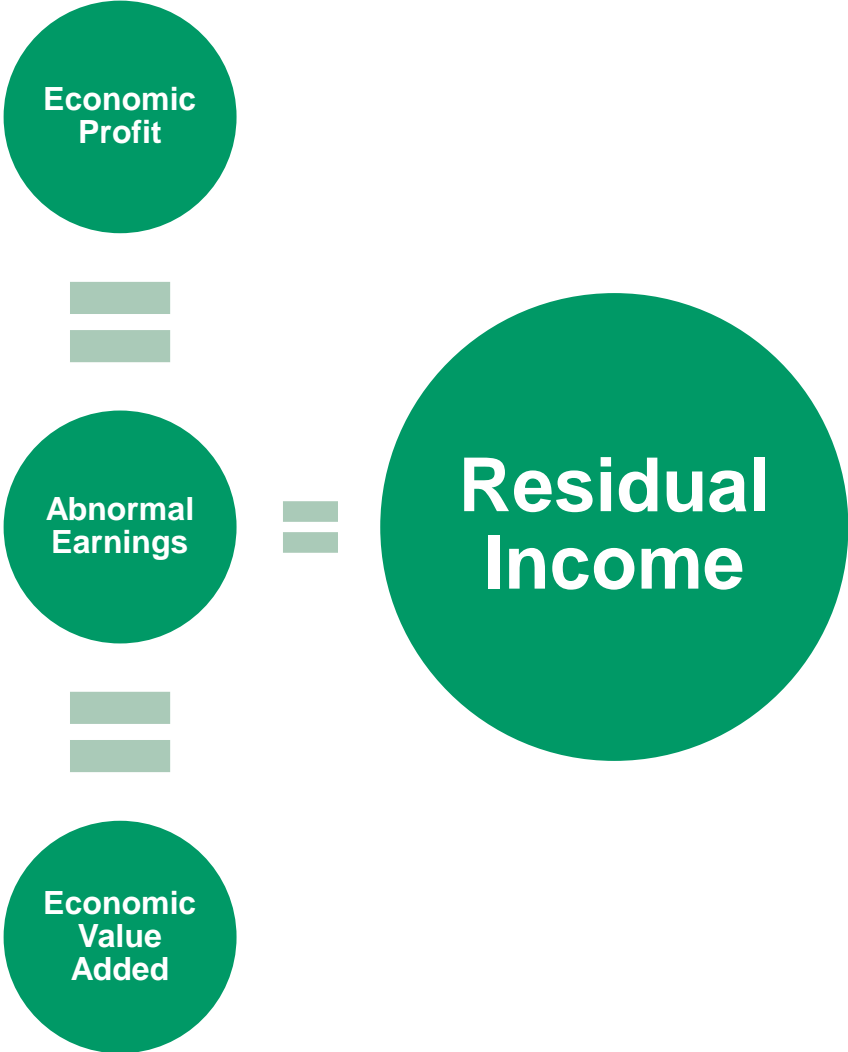 Economic
Profit
Abnormal
Earnings
Residual
Income
Economic
Value
Added